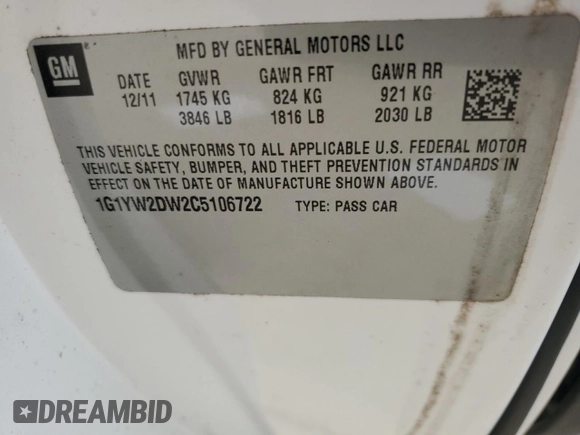 GM
MFD BY GENERAL MOTORS LLC
DATE GVWR GAWR FRT GAWR RR
12/11 1745 KG 824 KG 921 KG
3846 LB 1816 LB 2030 LB
THIS VEHICLE CONFORMS TO ALL APPLICABLE U.S. FEDERAL MOTOR
VEHICLE SAFETY, BUMPER, AND THEFT PREVENTION STANDARDS IN
EFFECT ON THE DATE OF MANUFACTURE SHOWN ABOVE.
1G1YW2DW2C5106722 TYPE: PASS CAR
DREAMBID